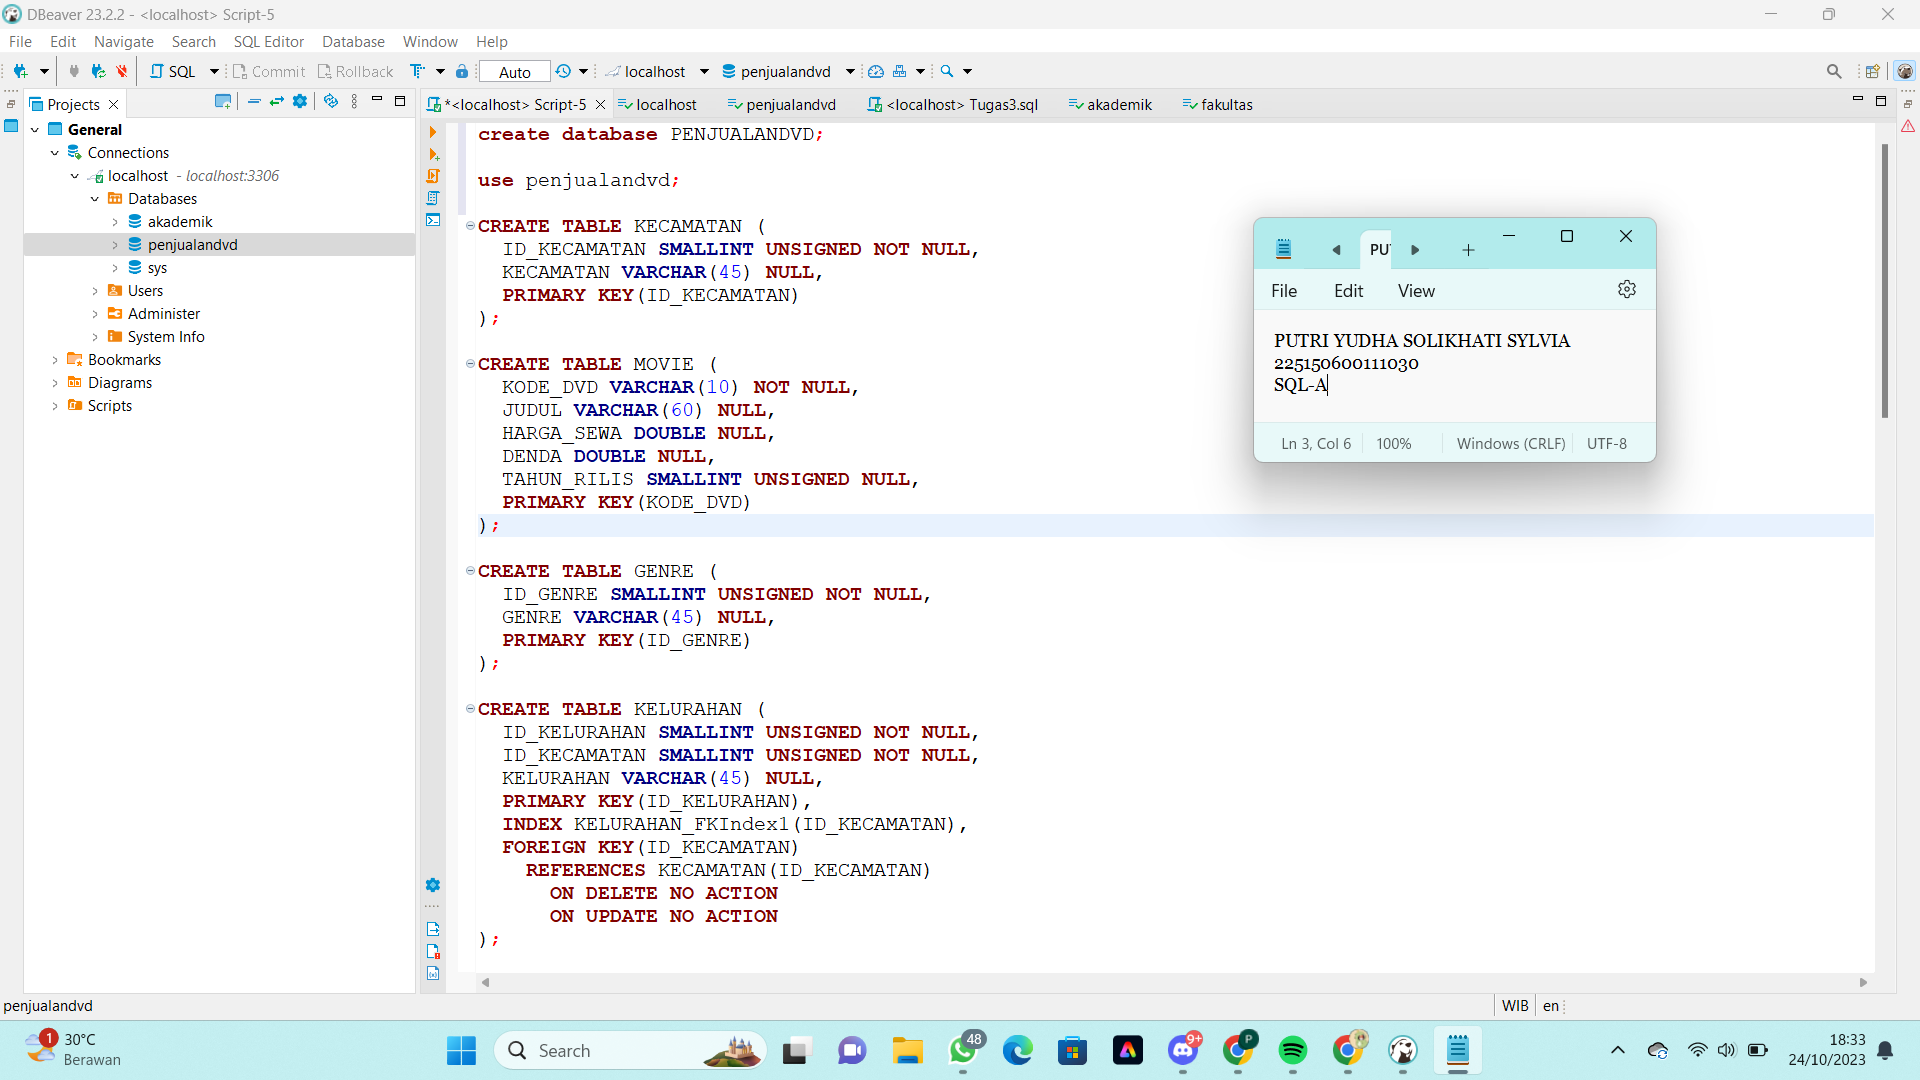 DBeaver 23.2.2 - <localhost> Script-5
File Edit Navigate Search SQL Editor Database Window Help
SQL Commit Rollback Auto localhost penjualandvd
Projects
*<localhost> Script-5 localhost penjualandvd <localhost> Tugas3.sql akademik fakultas
General
Connections
localhost - localhost:3306
Databases
akademik
penjualandvd
sys
Users
Administer
System Info
Bookmarks
Diagrams
Scripts
create database PENJUALANDVD;
use penjualandvd;
CREATE TABLE KECAMATAN (
ID_KECAMATAN SMALLINT UNSIGNED NOT NULL,
KECAMATAN VARCHAR(45) NULL,
PRIMARY KEY(ID_KECAMATAN)
);
CREATE TABLE MOVIE (
KODE_DVD VARCHAR(10) NOT NULL,
JUDUL VARCHAR(60) NULL,
HARGA_SEWA DOUBLE NULL,
DENDA DOUBLE NULL,
TAHUN_RILIS SMALLINT UNSIGNED NULL,
PRIMARY KEY(KODE_DVD)
);
CREATE TABLE GENRE (
ID_GENRE SMALLINT UNSIGNED NOT NULL,
GENRE VARCHAR(45) NULL,
PRIMARY KEY(ID_GENRE)
);
CREATE TABLE KELURAHAN (
ID_KELURAHAN SMALLINT UNSIGNED NOT NULL,
ID_KECAMATAN SMALLINT UNSIGNED NOT NULL,
KELURAHAN VARCHAR(45) NULL,
PRIMARY KEY(ID_KELURAHAN),
INDEX KELURAHAN_FKIndex1(ID_KECAMATAN),
FOREIGN KEY(ID_KECAMATAN)
REFERENCES KECAMATAN(ID_KECAMATAN)
ON DELETE NO ACTION
ON UPDATE NO ACTION
);
PU
File Edit View
PUTRI YUDHA SOLIKHATI SYLVIA
225150600111030
SQL-A
Ln 3, Col 6 100% Windows (CRLF) UTF-8
penjualandvd
WIB en
1
30°C
Berawan
Search
48
9+
P
18:33
24/10/2023